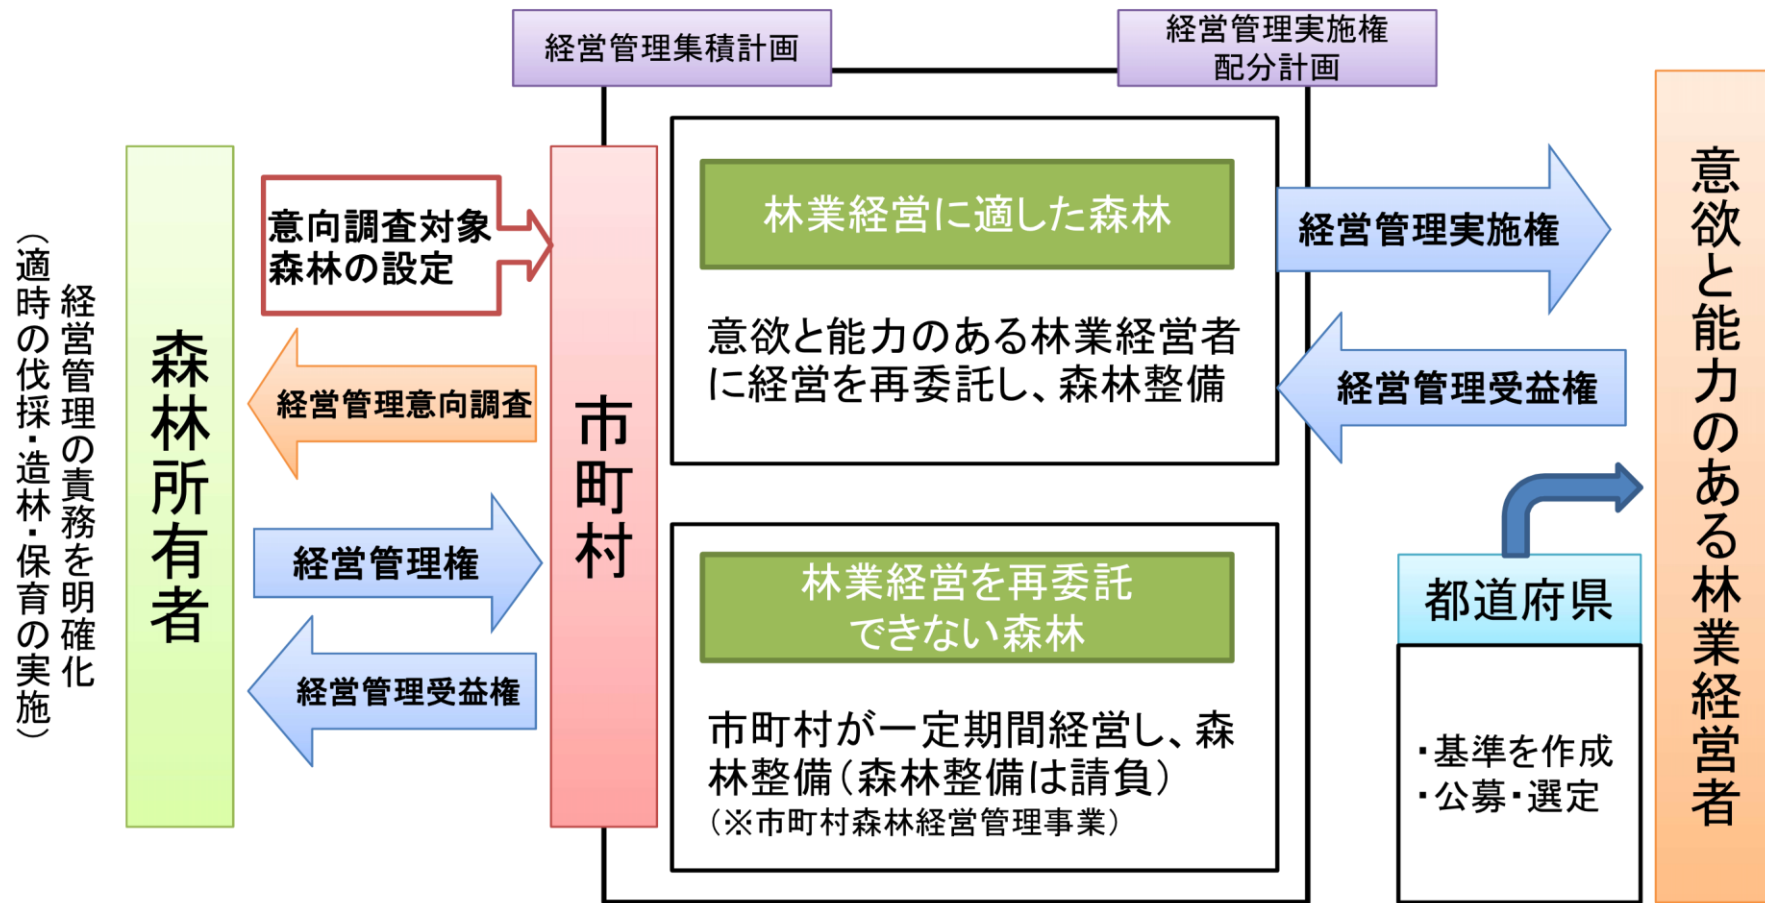 経営管理集積計画
経営管理実施権
配分計画
経営管理の責務を明確化
（適時の伐採・造林・保育の実施）
森林所有者
意向調査対象
森林の設定
経営管理意向調査
経営管理権
経営管理受益権
市町村
林業経営に適した森林
意欲と能力のある林業経営者
に経営を再委託し、森林整備
林業経営を再委託
できない森林
市町村が一定期間経営し、森
林整備（森林整備は請負）
（※市町村森林経営管理事業）
経営管理実施権
経営管理受益権
都道府県
・基準を作成
・公募・選定
意欲と能力のある林業経営者